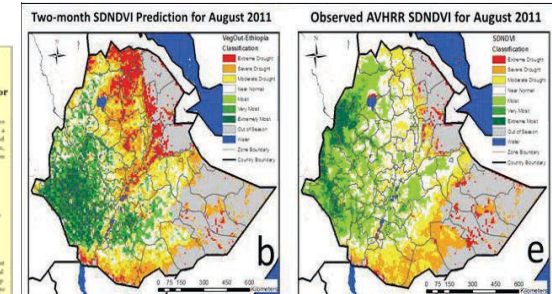 Two-month SDNDVI Prediction for August 2011
VegOut-Ethiopia
Classification
Extreme Drought
Severe Drought
Moderate Drought
Near Normal
Moist
Very Moist
Extremely Moist
Out of Season
Water
Zone Boundary
Country Boundary
b
0 75 150 300 450 600
Kilometers
Observed AVHRR SDNDVI for August 2011
SDNDVI
Classification
Extreme Drought
Severe Drought
Moderate Drought
Near Normal
Moist
Very Moist
Extreme Moist
Out of Season
Water
Zone Boundary
Country Boundary
e
0 75 150 300 450 600
Kilometers
or